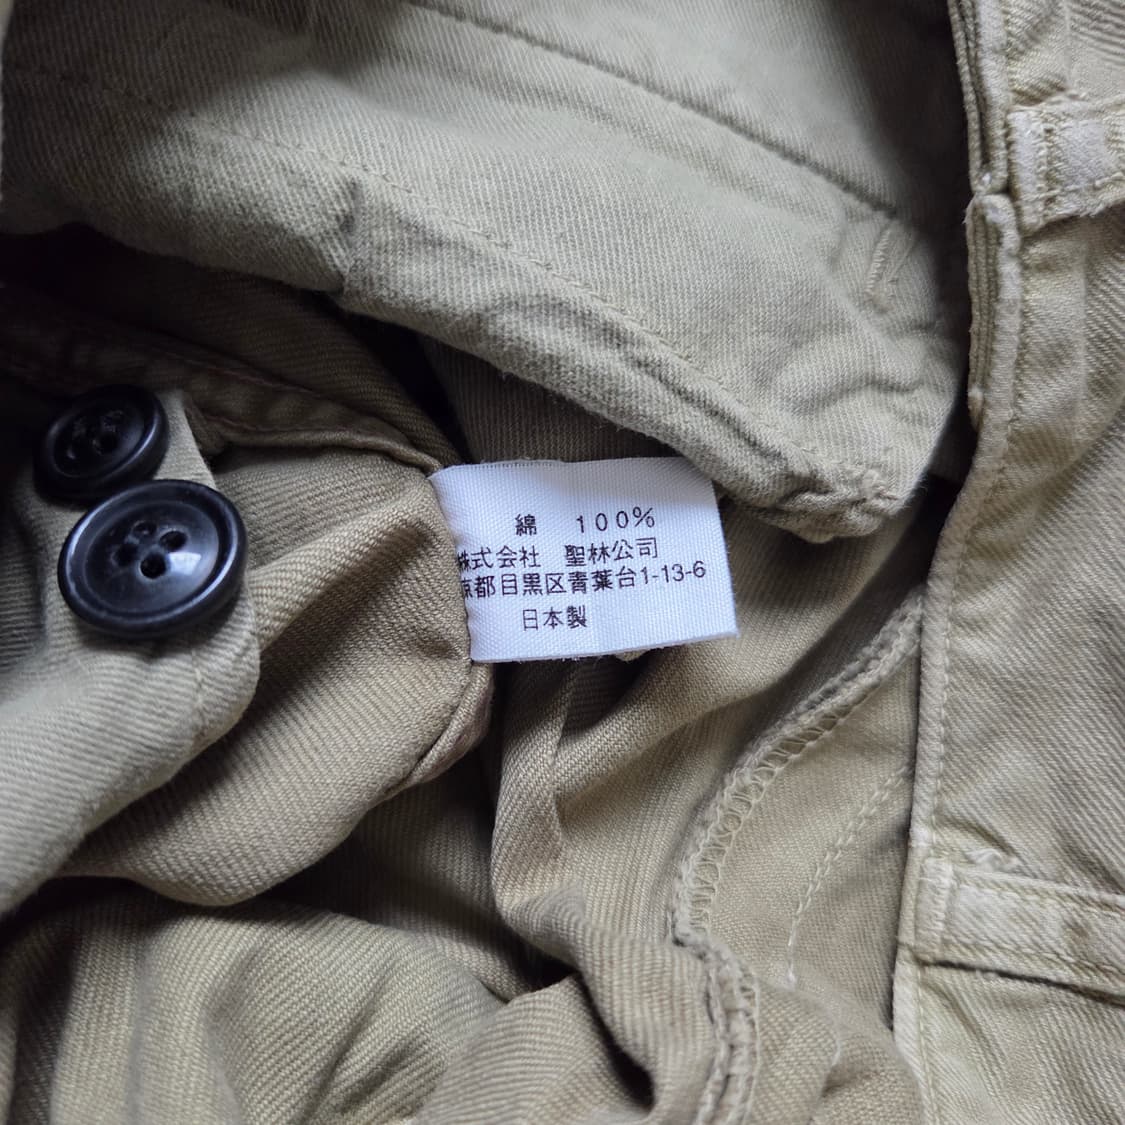 綿 100%
株式会社 聖林公司
京都目黒区青葉台1-13-6
日本製